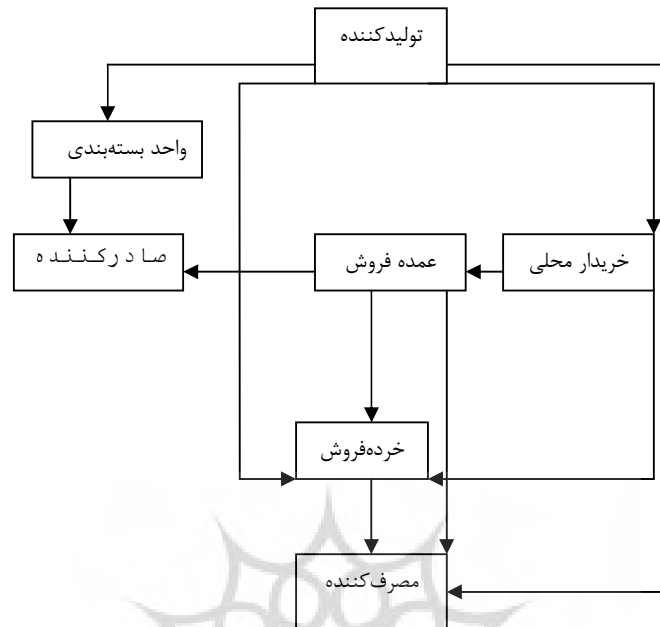 تولیدکننده
واحد بسته‌بندی
صادرکننده
عمده فروش
خریدار محلی
خرده‌فروش
مصرف‌کننده